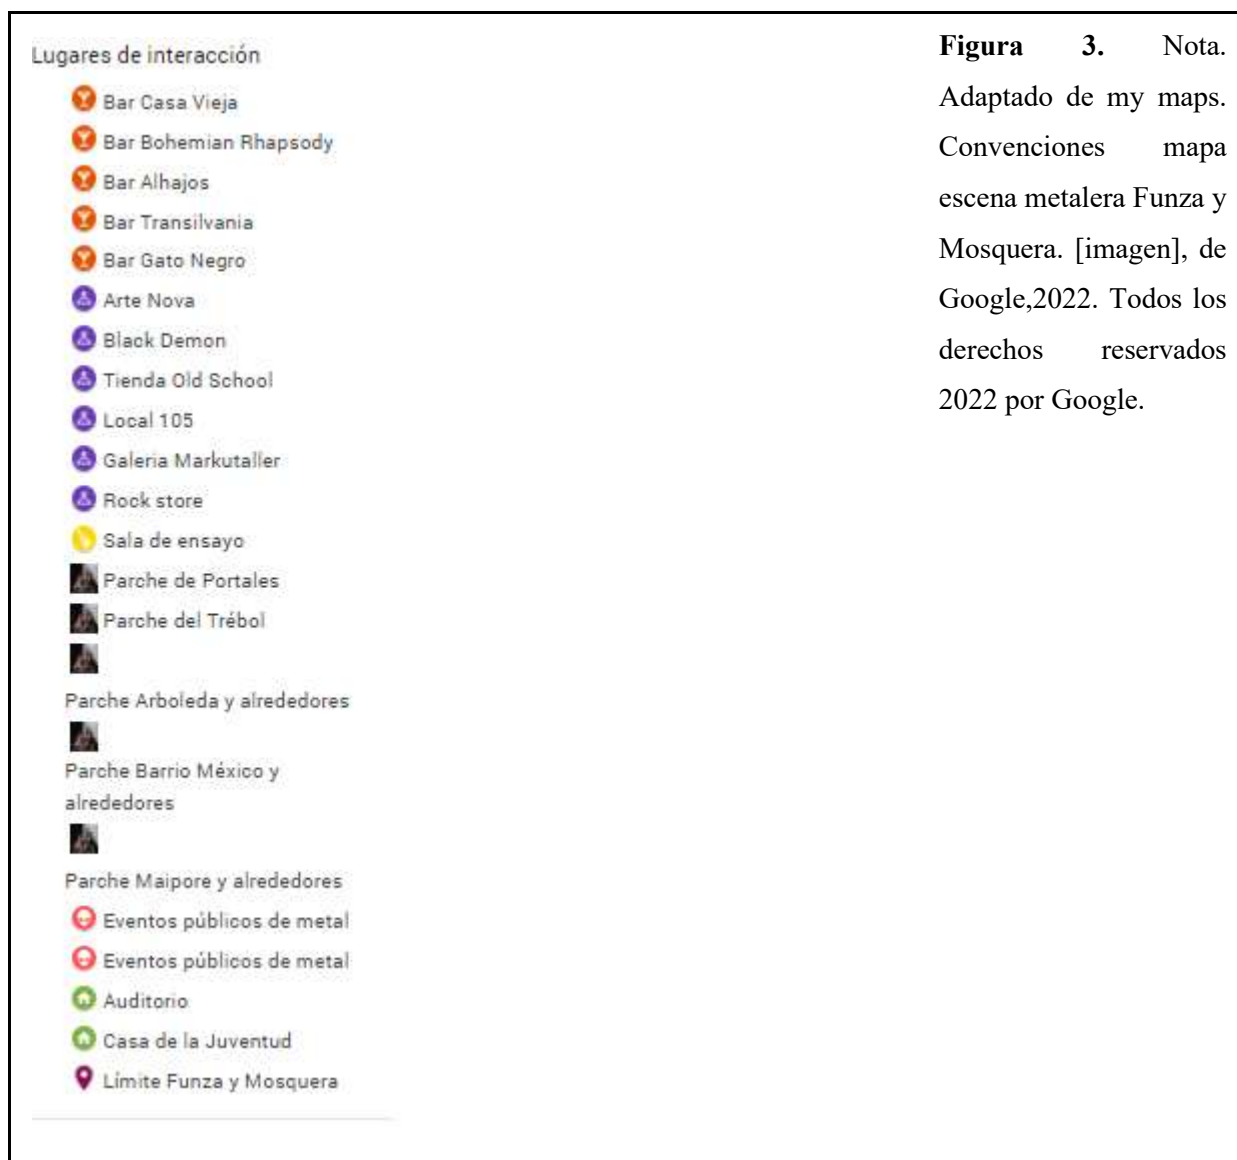 Lugares de interacción
Bar Casa Vieja
Bar Bohemian Rhapsody
Bar Alhajos
Bar Transilvania
Bar Gato Negro
Arte Nova
Black Demon
Tienda Old School
Local 105
Galeria Markutaller
Rock store
Sala de ensayo
Parche de Portales
Parche del Trébol
Parche Arboleda y alrededores
Parche Barrio México y
alrededores
Parche Maipore y alrededores
Eventos públicos de metal
Eventos públicos de metal
Auditorio
Casa de la Juventud
Límite Funza y Mosquera
Figura 3. Nota.
Adaptado de my maps.
Convenciones mapa
escena metalera Funza y
Mosquera. [imagen], de
Google,2022. Todos los
derechos reservados
2022 por Google.